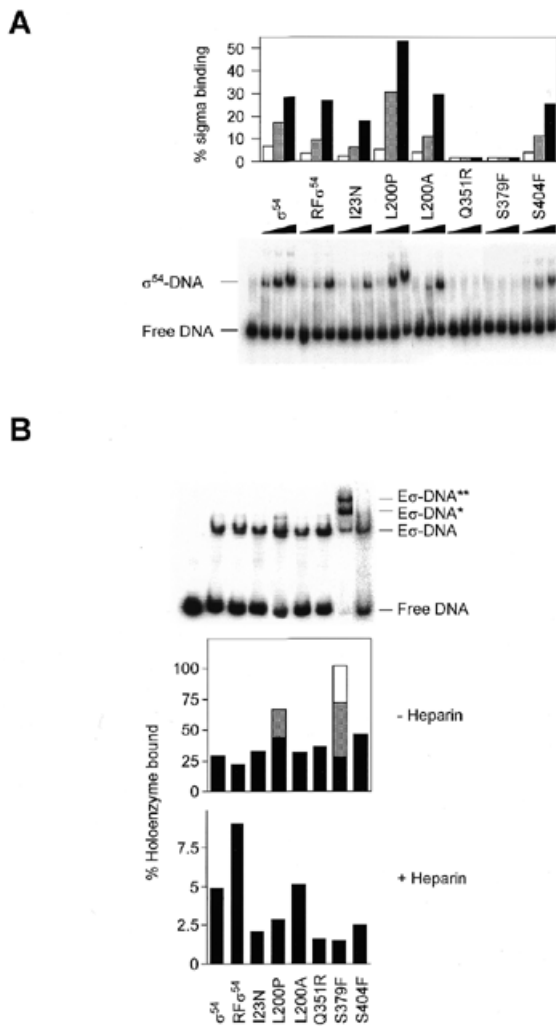 A
50
40
30
20
10
0
% sigma binding
σ⁵⁴
RFσ⁵⁴
I23N
L200P
L200A
Q351R
S379F
S404F
σ⁵⁴-DNA
Free DNA
B
Eσ-DNA**
Eσ-DNA*
Eσ-DNA
Free DNA
100
75
50
25
0
- Heparin
% Holoenzyme bound
7.5
5
2.5
0
+ Heparin
σ⁵⁴
RFσ⁵⁴
I23N
L200P
L200A
Q351R
S379F
S404F